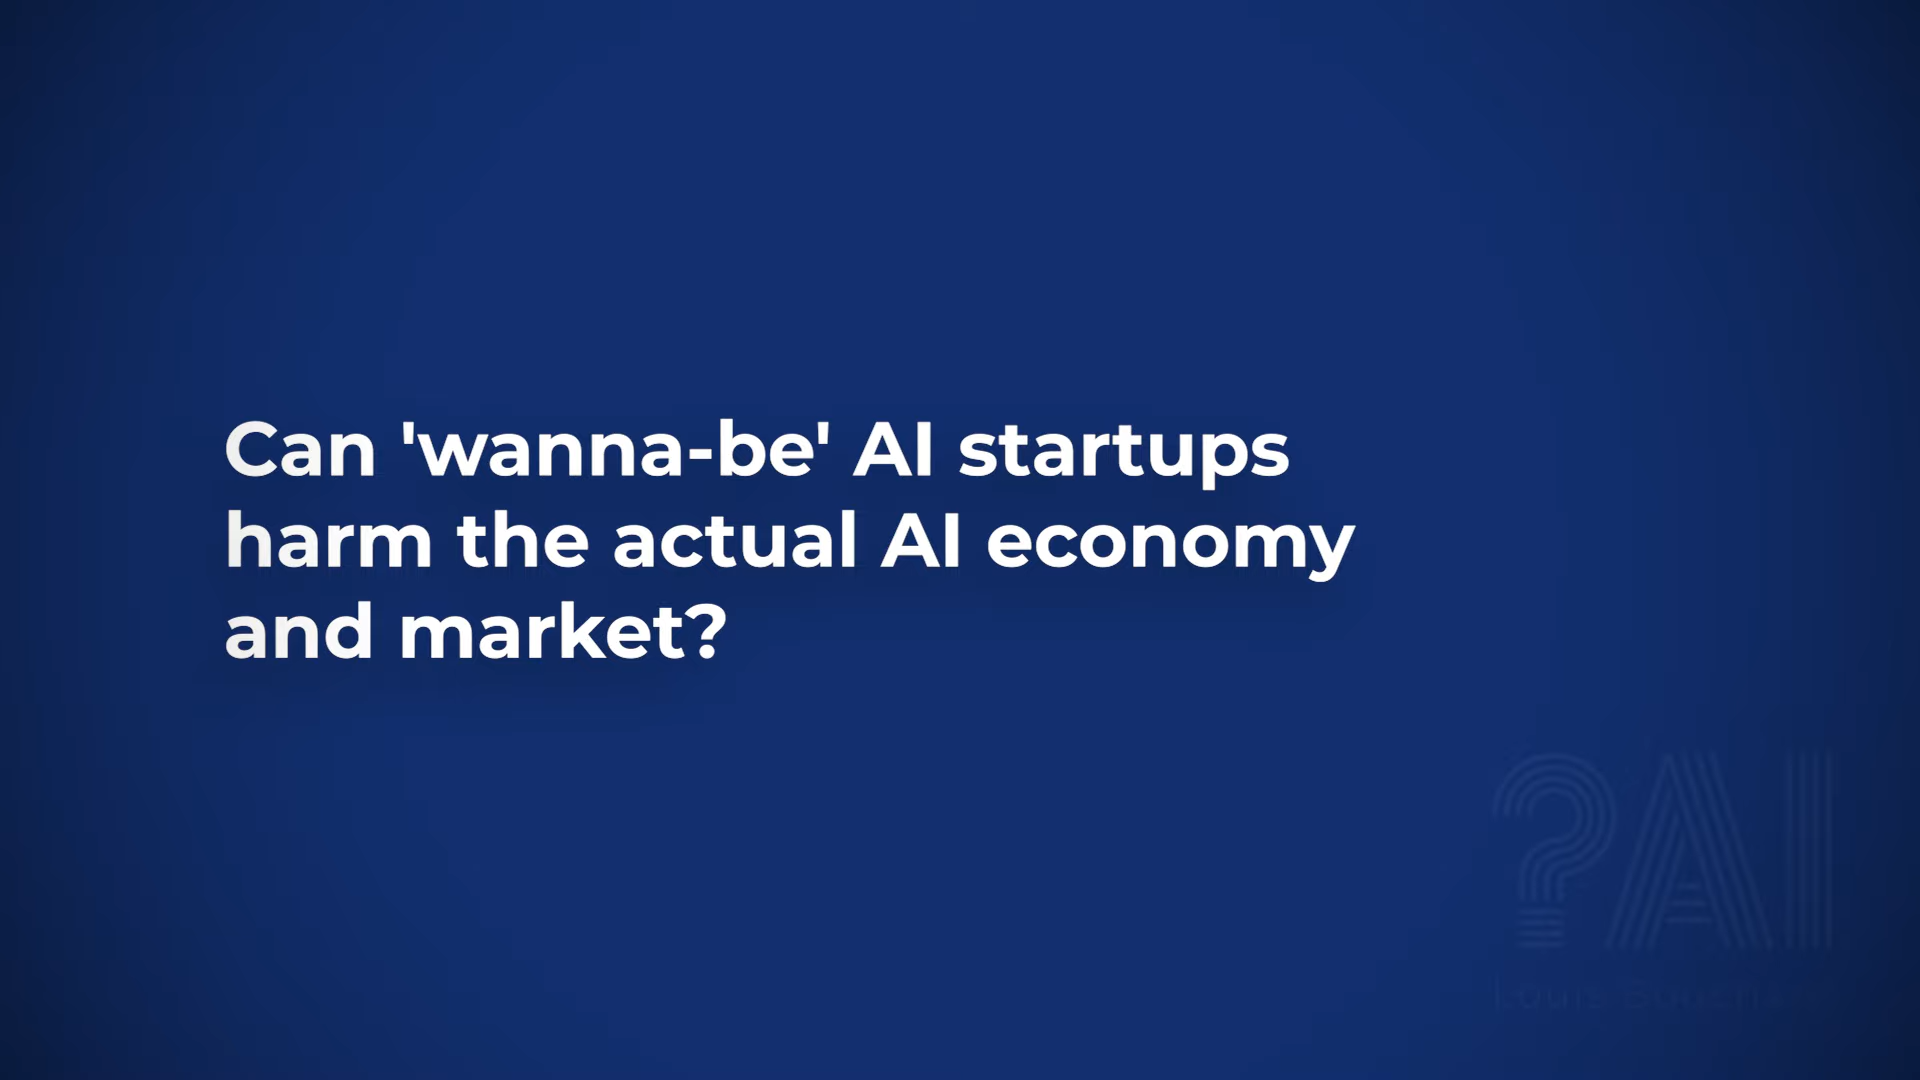 Can 'wanna-be' AI startups
harm the actual AI economy
and market?
?AI